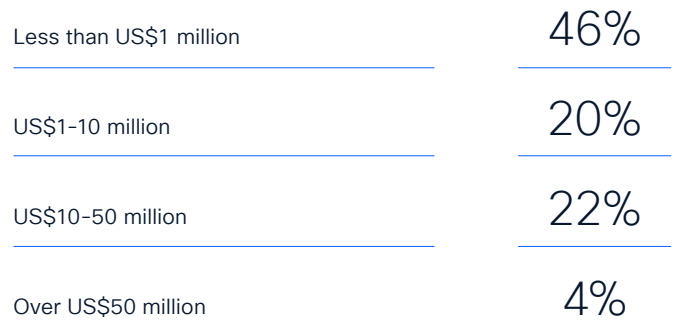 Less than US$1 million 46%
US$1–10 million 20%
US$10–50 million 22%
Over US$50 million 4%